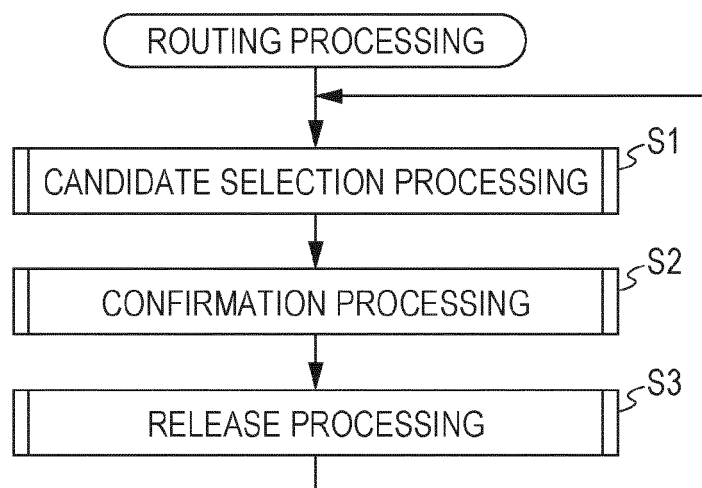 ROUTING PROCESSING
CANDIDATE SELECTION PROCESSING
S1
CONFIRMATION PROCESSING
S2
RELEASE PROCESSING
S3